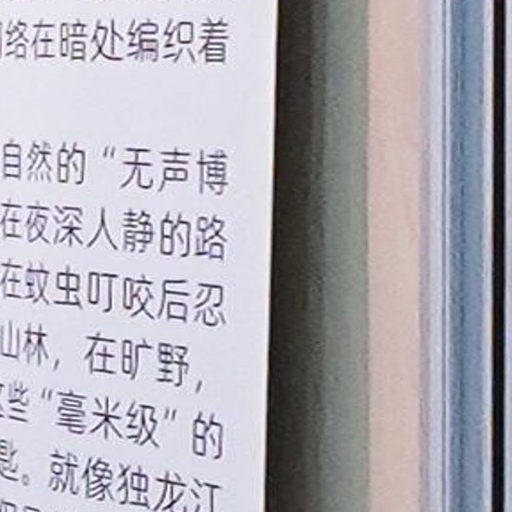 络在暗处编织着
自然的“无声博
在夜深人静的路
在蚊虫叮咬后忍
山林，在旷野，
些“毫米级”的
匙。就像独龙江